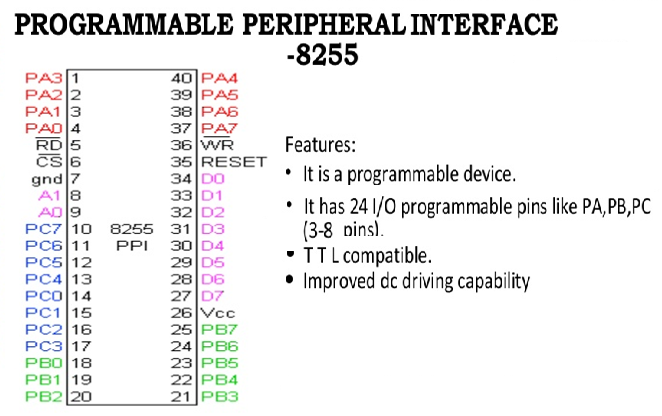 PROGRAMMABLE PERIPHERAL INTERFACE
-8255
PA3 1 40 PA4
PA2 2 39 PA5
PA1 3 38 PA6
PA0 4 37 PA7
RD 5 36 WR
CS 6 35 RESET
gnd 7 34 D0
A1 8 33 D1
A0 9 32 D2
PC7 10 8255 31 D3
PC6 11 PPI 30 D4
PC5 12 29 D5
PC4 13 28 D6
PC0 14 27 D7
PC1 15 26 Vcc
PC2 16 25 PB7
PC3 17 24 PB6
PB0 18 23 PB5
PB1 19 22 PB4
PB2 20 21 PB3
Features:
• It is a programmable device.
• It has 24 I/O programmable pins like PA,PB,PC
(3-8 pins).
• T T L compatible.
• Improved dc driving capability